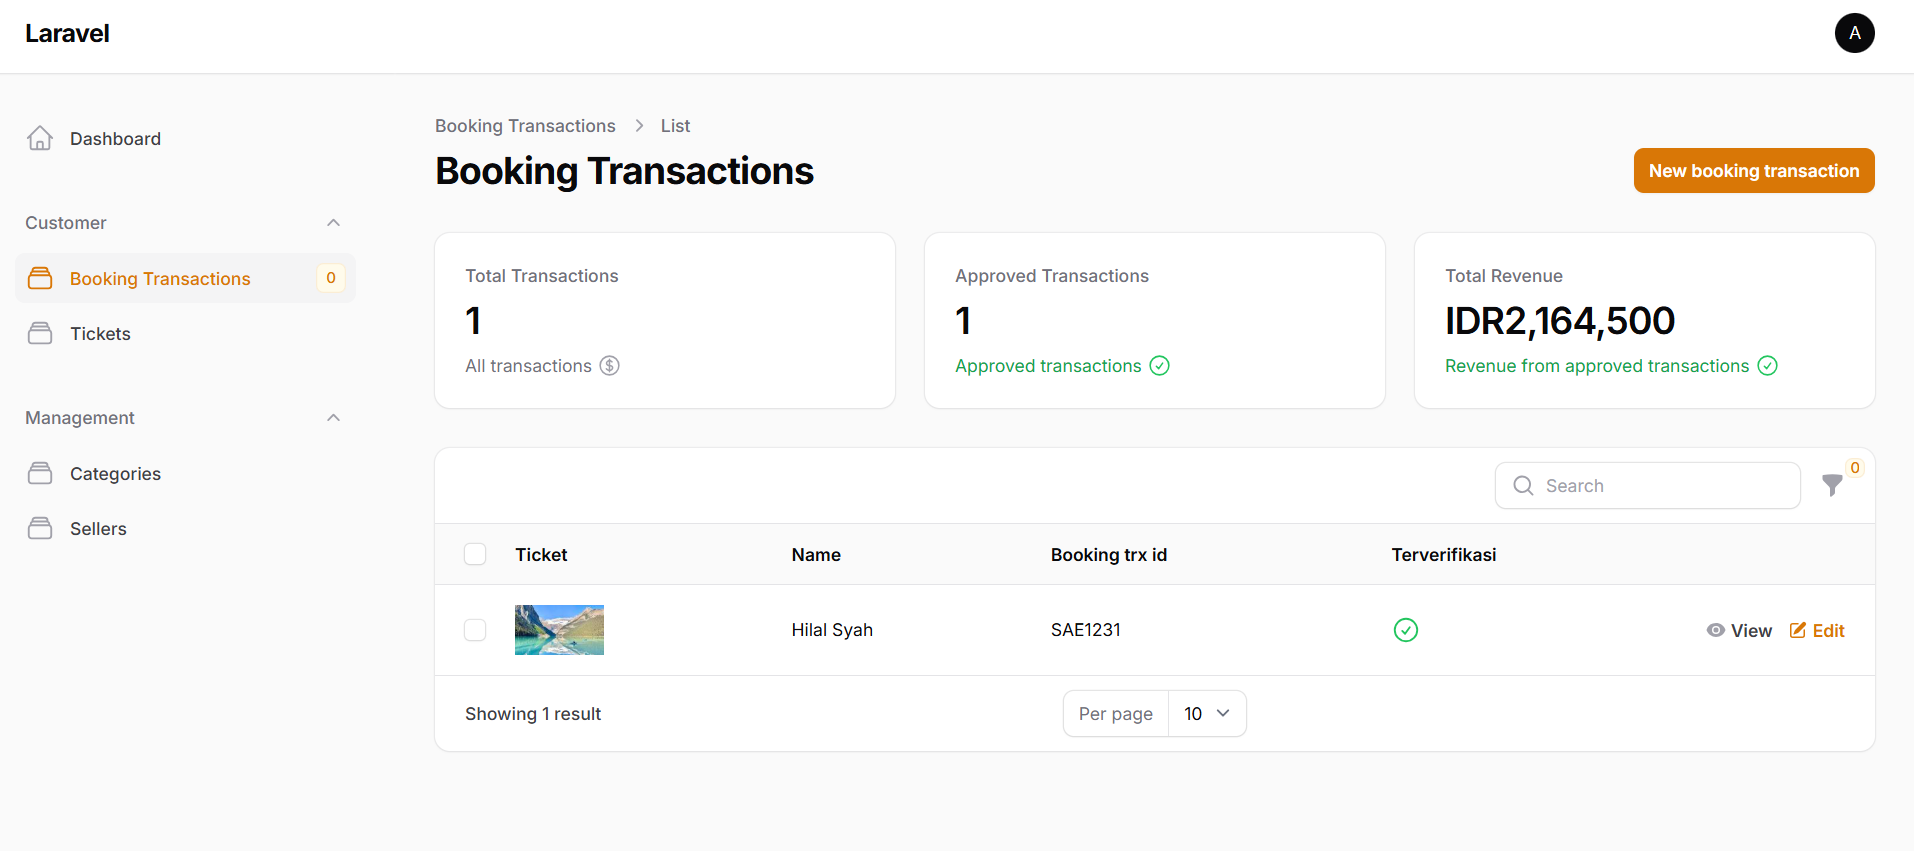 Laravel
A
Dashboard
Customer
Booking Transactions
0
Tickets
Management
Categories
Sellers
Booking Transactions
List
Booking Transactions
New booking transaction
Total Transactions
1
All transactions
Approved Transactions
1
Approved transactions
Total Revenue
IDR2,164,500
Revenue from approved transactions
Search
0
Ticket Name Booking trx id Terverifikasi
Hilal Syah SAE1231 View Edit
Showing 1 result
Per page 10